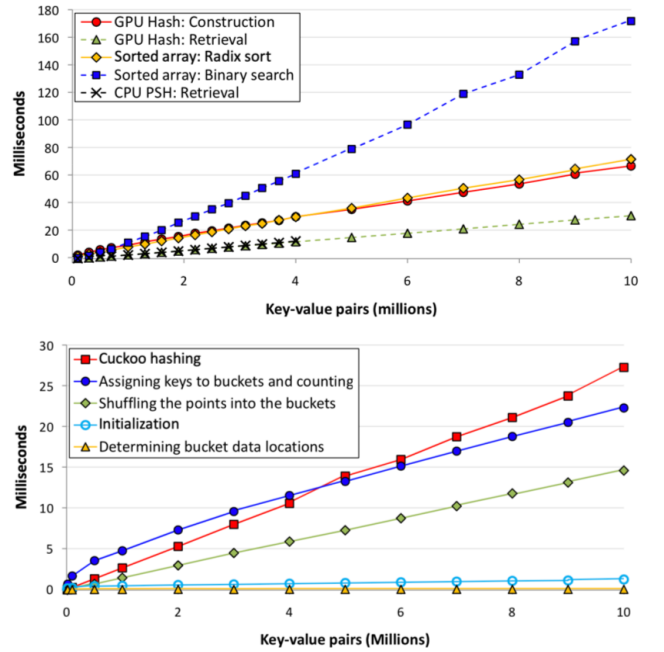 180
160
140
120
100
80
60
40
20
0
Milliseconds
GPU Hash: Construction
GPU Hash: Retrieval
Sorted array: Radix sort
Sorted array: Binary search
CPU PSH: Retrieval
0 2 4 6 8 10
Key-value pairs (millions)
30
25
20
15
10
5
0
Milliseconds
Cuckoo hashing
Assigning keys to buckets and counting
Shuffling the points into the buckets
Initialization
Determining bucket data locations
0 2 4 6 8 10
Key-value pairs (Millions)